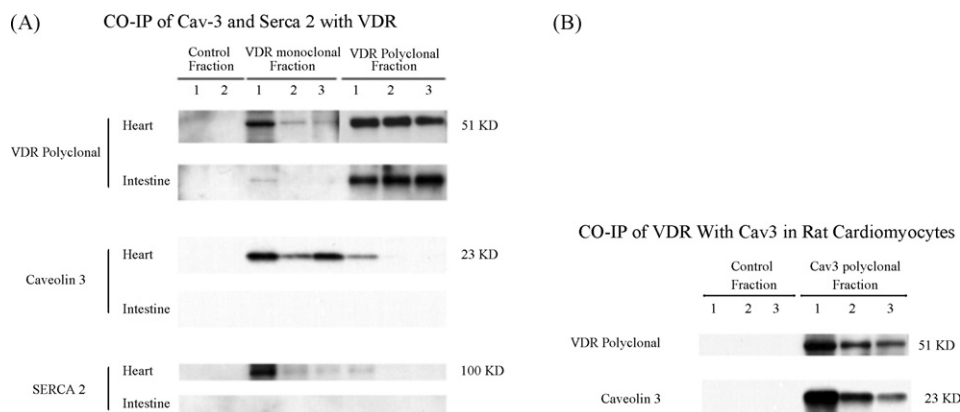 (A)
CO-IP of Cav-3 and Serca 2 with VDR
Control Fraction
VDR monoclonal Fraction
VDR Polyclonal Fraction
1 2 1 2 3 1 2 3
VDR Polyclonal
Heart
51 KD
Intestine
Caveolin 3
Heart
23 KD
Intestine
SERCA 2
Heart
100 KD
Intestine
(B)
CO-IP of VDR With Cav3 in Rat Cardiomyocytes
Control Fraction
Cav3 polyclonal Fraction
1 2 3 1 2 3
VDR Polyclonal
51 KD
Caveolin 3
23 KD